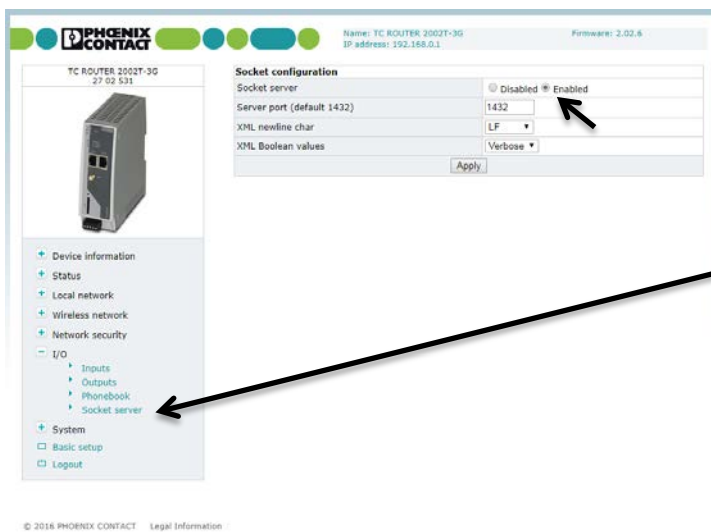 PHŒNIX
CONTACT
Name: TC ROUTER 2002T-3G
IP address: 192.168.0.1
Firmware: 2.02.6
TC ROUTER 2002T-3G
27 02 531
Socket configuration
Socket server Disabled Enabled
Server port (default 1432) 1432
XML newline char LF
XML Boolean values Verbose
Apply
Device information
Status
Local network
Wireless network
Network security
I/O
Inputs
Outputs
Phonebook
Socket server
System
Basic setup
Logout
© 2016 PHOENIX CONTACT Legal Information